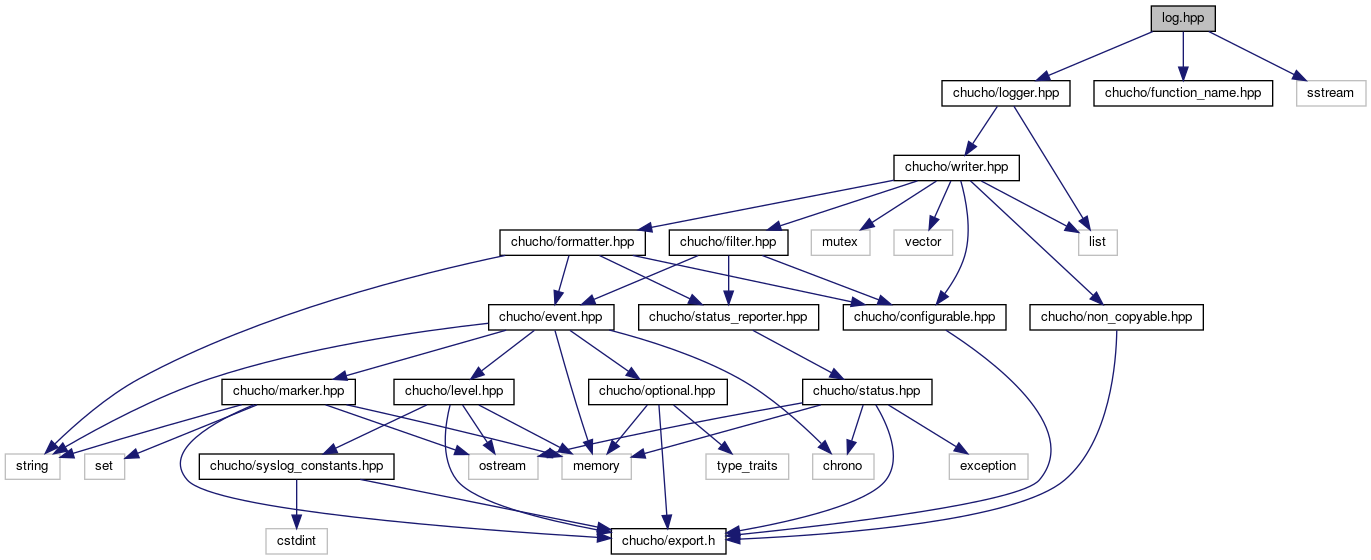 log.hpp
chucho/logger.hpp
chucho/function_name.hpp
sstream
chucho/writer.hpp
chucho/formatter.hpp
chucho/filter.hpp
mutex
vector
list
chucho/event.hpp
chucho/status_reporter.hpp
chucho/configurable.hpp
chucho/non_copyable.hpp
chucho/marker.hpp
chucho/level.hpp
chucho/optional.hpp
chucho/status.hpp
string
set
chucho/syslog_constants.hpp
ostream
memory
type_traits
chrono
exception
cstdint
chucho/export.h